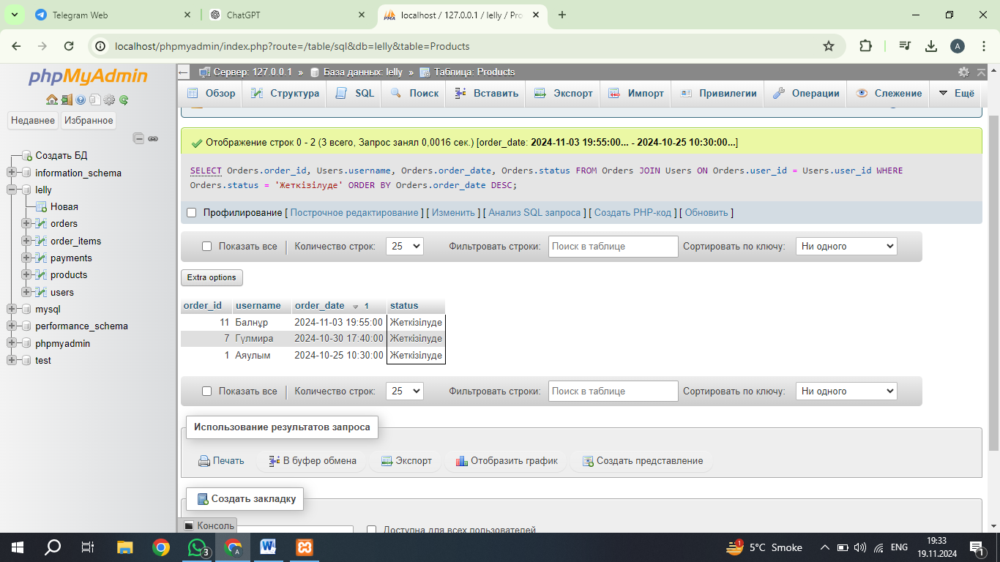 Telegram Web
ChatGPT
localhost / 127.0.0.1 / lelly / Pro
localhost/phpmyadmin/index.php?route=/table/sql&db=lelly&table=Products
A
phpMyAdmin
Недавнее Избранное
Создать БД
information_schema
lelly
Новая
orders
order_items
payments
products
users
mysql
performance_schema
phpmyadmin
test
Сервер: 127.0.0.1 » База данных: lelly » Таблица: Products
Обзор Структура SQL Поиск Вставить Экспорт Импорт Привилегии Операции Слежение Ещё
Отображение строк 0 - 2 (3 всего, Запрос занял 0,0016 сек.) [order_date: 2024-11-03 19:55:00... - 2024-10-25 10:30:00...]
SELECT Orders.order_id, Users.username, Orders.order_date, Orders.status FROM Orders JOIN Users ON Orders.user_id = Users.user_id WHERE
Orders.status = 'Жеткізілуде' ORDER BY Orders.order_date DESC;
Профилирование [ Построчное редактирование ] [ Изменить ] [ Анализ SQL запроса ] [ Создать PHP-код ] [ Обновить ]
Показать все Количество строк: 25 Фильтровать строки: Поиск в таблице Сортировать по ключу: Ни одного
Extra options
order_id username order_date 1 status
11 Балнұр 2024-11-03 19:55:00 Жеткізілуде
7 Гүлмира 2024-10-30 17:40:00 Жеткізілуде
1 Аяулым 2024-10-25 10:30:00 Жеткізілуде
Показать все Количество строк: 25 Фильтровать строки: Поиск в таблице Сортировать по ключу: Ни одного
Использование результатов запроса
Печать В буфер обмена Экспорт Отобразить график Создать представление
Создать закладку
Консоль
Доступна для всех пользователей
3
A
1
5°C Smoke
ENG
19:33
19.11.2024
1